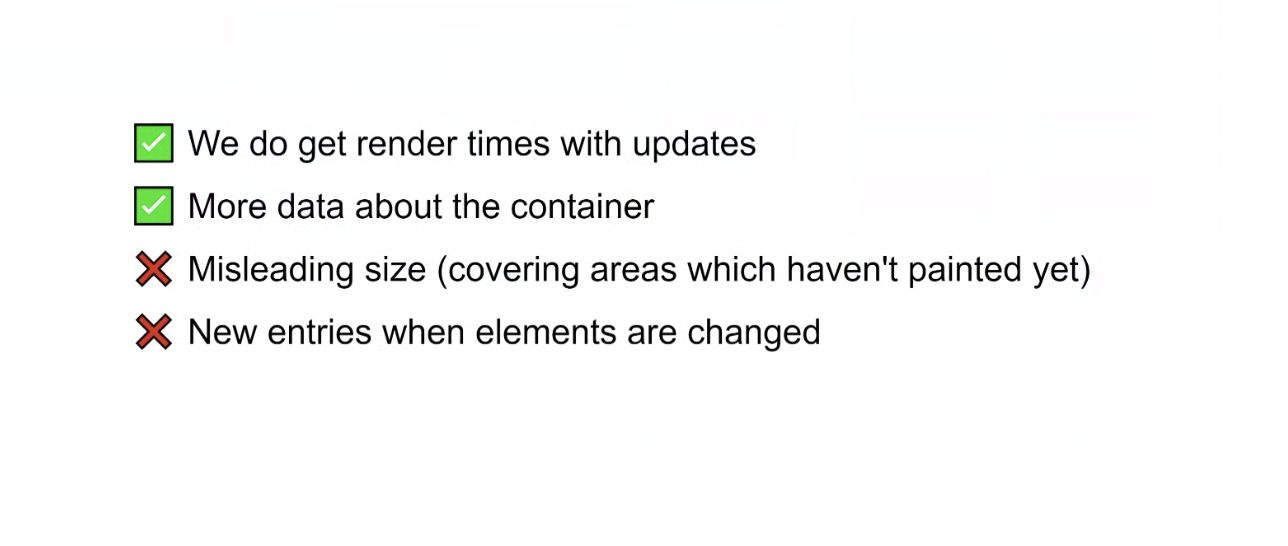 ✅ We do get render times with updates
✅ More data about the container
❌ Misleading size (covering areas which haven't painted yet)
❌ New entries when elements are changed